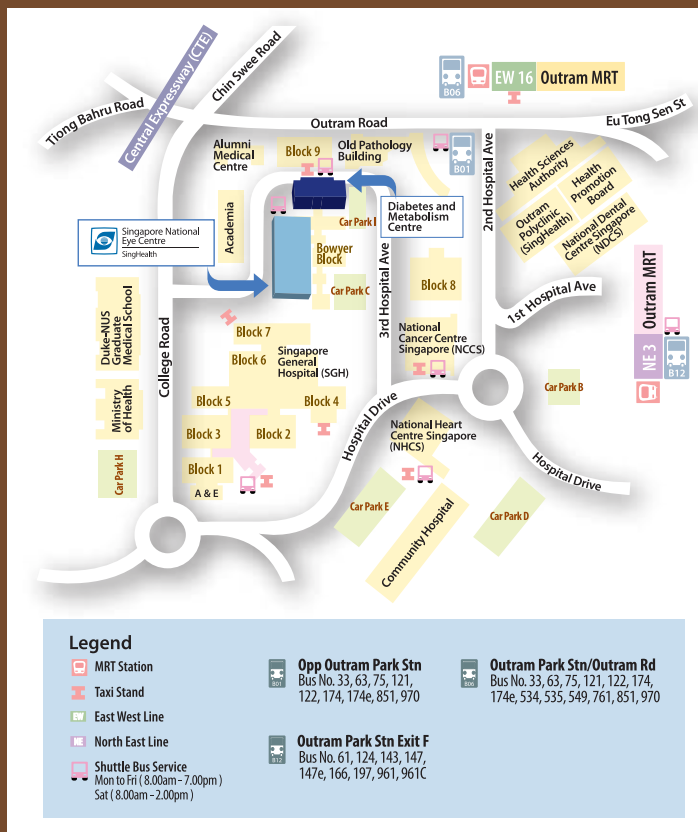 Central Expressway (CTE)
Chin Swee Road
Tiong Bahru Road
B06
EW 16
Outram MRT
Outram Road
Eu Tong Sen St
Alumni
Medical
Centre
Block 9
Old Pathology
Building
B01
2nd Hospital Ave
Health Sciences
Authority
Health
Promotion
Board
Outram
Polyclinic
(SingHealth)
National Dental
Centre Singapore
(NDCS)
Singapore National
Eye Centre
SingHealth
Academia
Car Park
Diabetes and
Metabolism
Centre
Bowyer
Block
Car Park C
3rd Hospital Ave
Block 8
1st Hospital Ave
Outram MRT
NE 3
B12
Duke-NUS
Graduate
Medical School
College Road
Block 7
Block 6
Singapore
General
Hospital (SGH)
National
Cancer Centre
Singapore (NCCS)
Ministry
of Health
Block 5
Block 4
Block 3
Block 2
Hospital Drive
Car Park B
National Heart
Centre Singapore
(NHCS)
Hospital Drive
Car Park H
Block 1
A & E
Car Park E
Community Hospital
Car Park D
Legend
MRT Station
Taxi Stand
EW
East West Line
NE
North East Line
Shuttle Bus Service
Mon to Fri ( 8.00am – 7.00pm )
Sat ( 8.00am – 2.00pm )
B01
Opp Outram Park Stn
Bus No. 33, 63, 75, 121,
122, 174, 174e, 851, 970
B12
Outram Park Stn Exit F
Bus No. 61, 124, 143, 147,
147e, 166, 197, 961, 961C
B06
Outram Park Stn/Outram Rd
Bus No. 33, 63, 75, 121, 122, 174,
174e, 534, 535, 549, 761, 851, 970